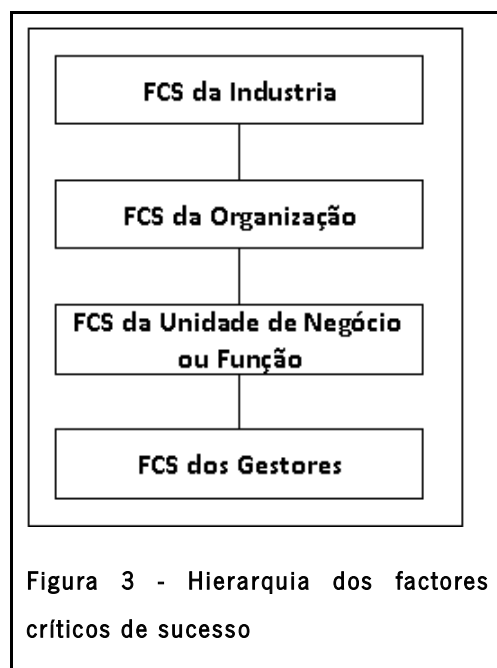 FCS da Industria
FCS da Organização
FCS da Unidade de Negócio
ou Função
FCS dos Gestores
Figura 3 - Hierarquia dos factores
críticos de sucesso